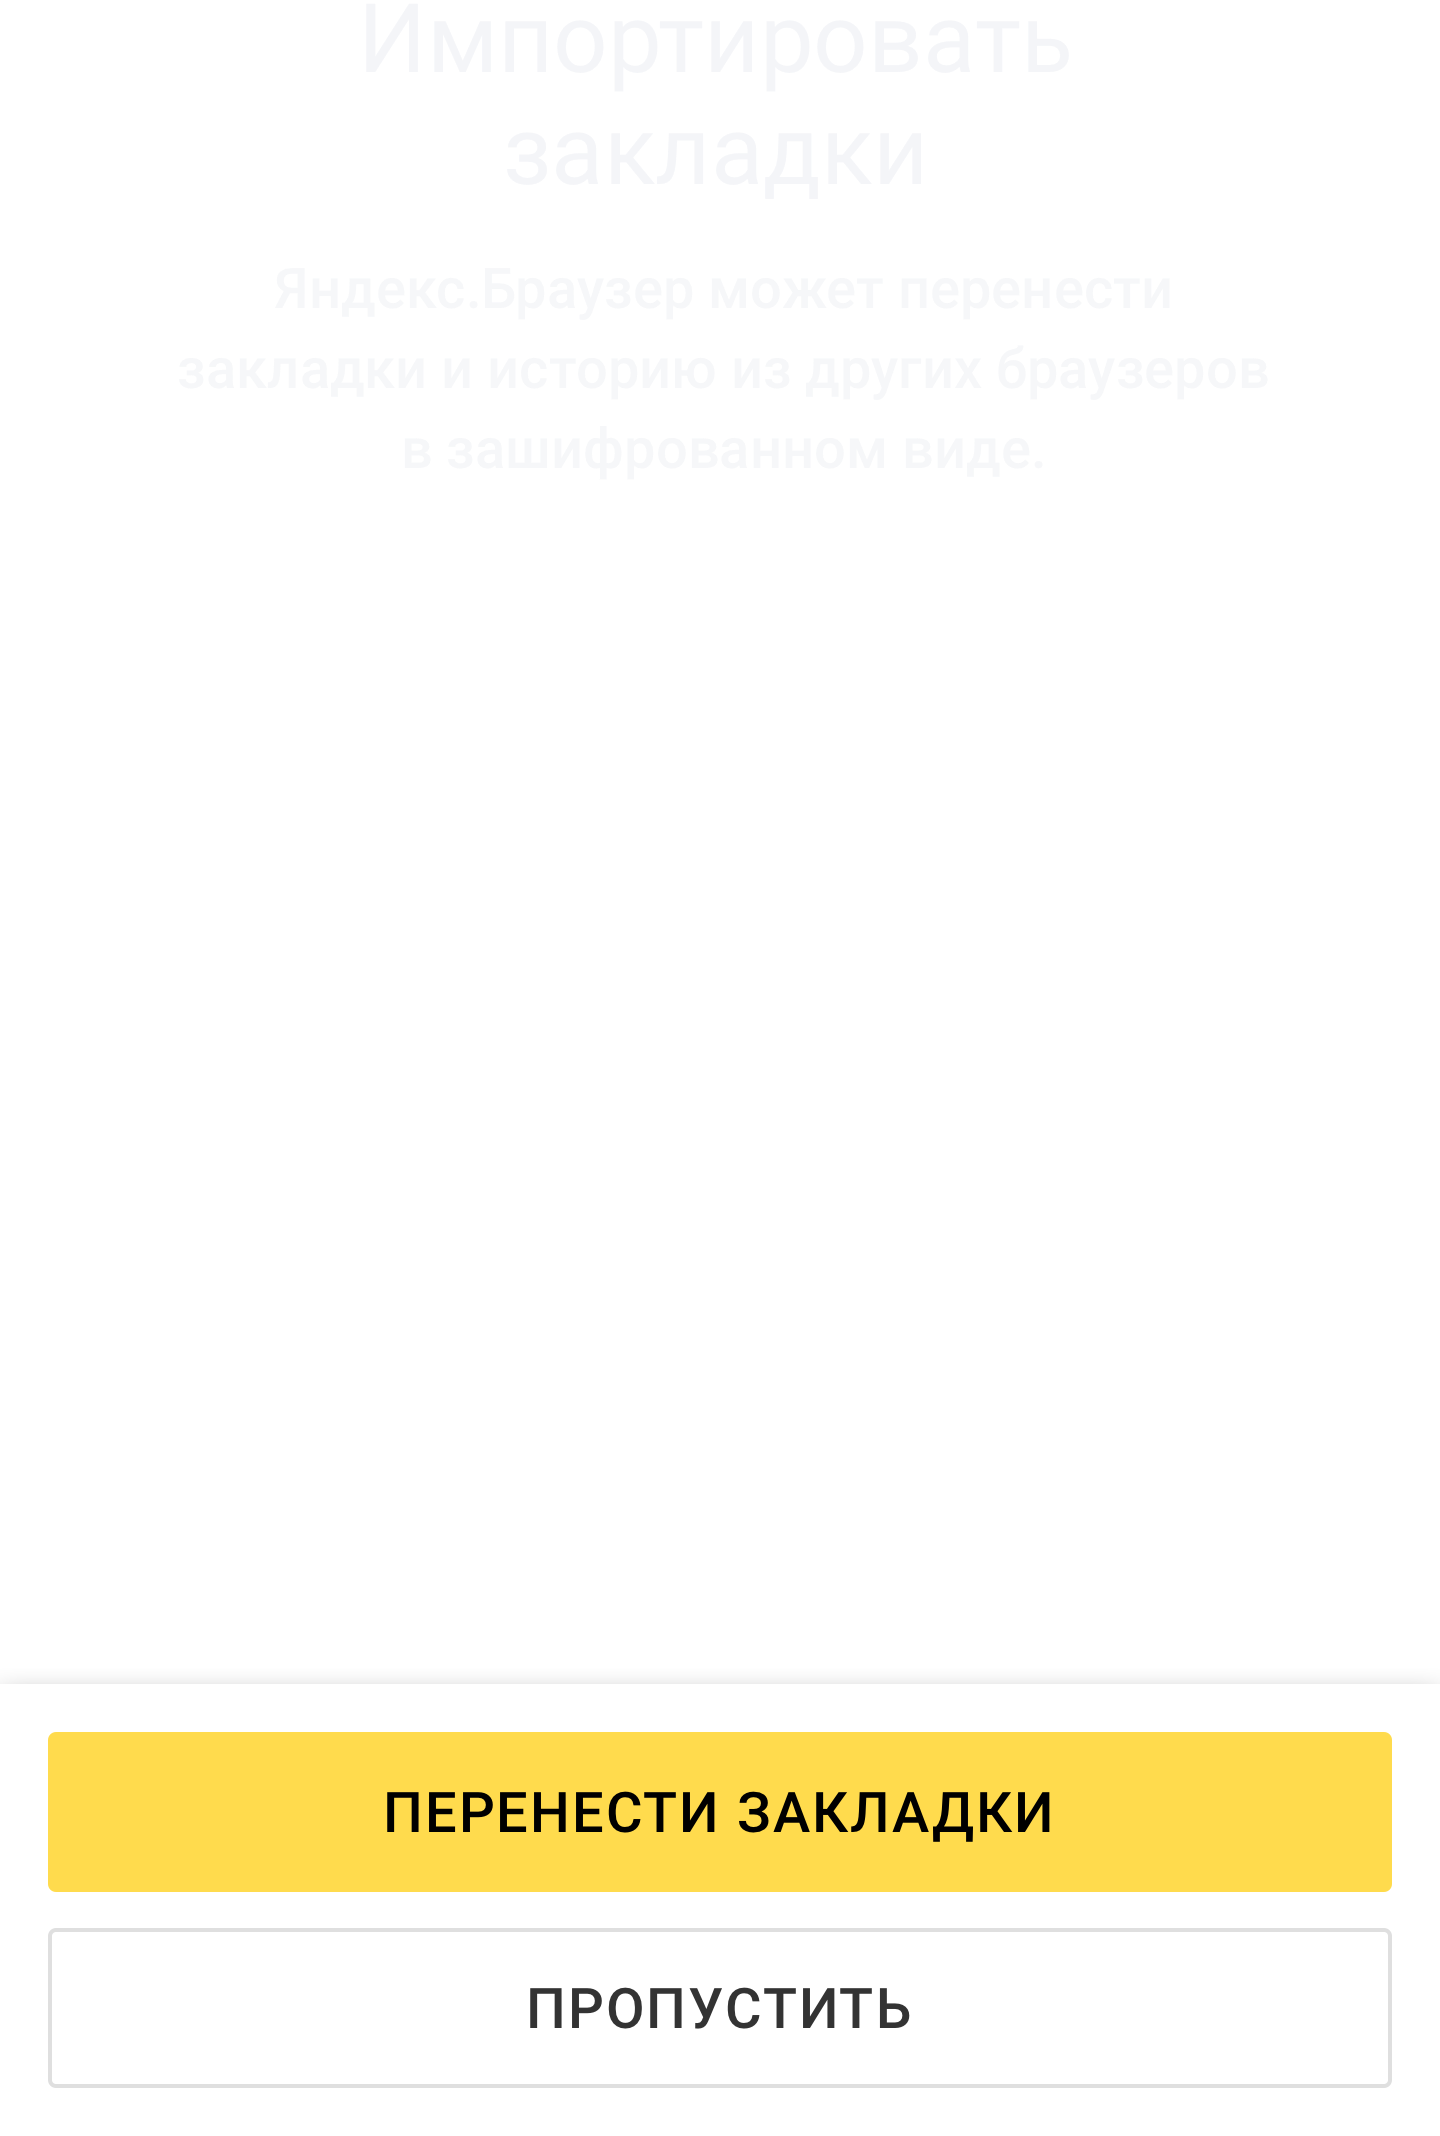 Импортировать
закладки
Яндекс.Браузер может перенести
закладки и историю из других браузеров
в зашифрованном виде.
ПЕРЕНЕСТИ ЗАКЛАДКИ
ПРОПУСТИТЬ